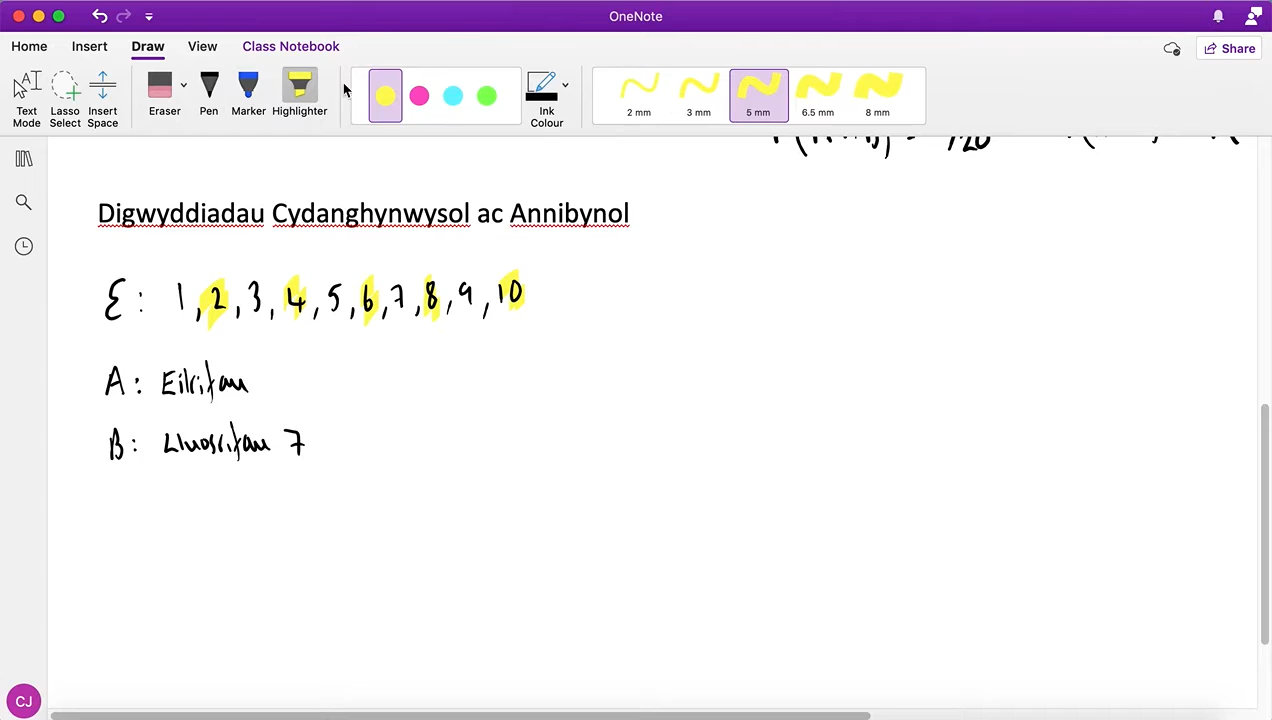 OneNote
Home Insert Draw View Class Notebook
Share
Text Mode
Lasso Select
Insert Space
Eraser
Pen
Marker
Highlighter
Ink Colour
2 mm
3 mm
5 mm
6.5 mm
8 mm
Digwyddiadau Cydanghynwysol ac Annibynol
Ɛ: 1, 2, 3, 4, 5, 6, 7, 8, 9, 10
A: Eilrifau
B: Lluosrifau 7
CJ